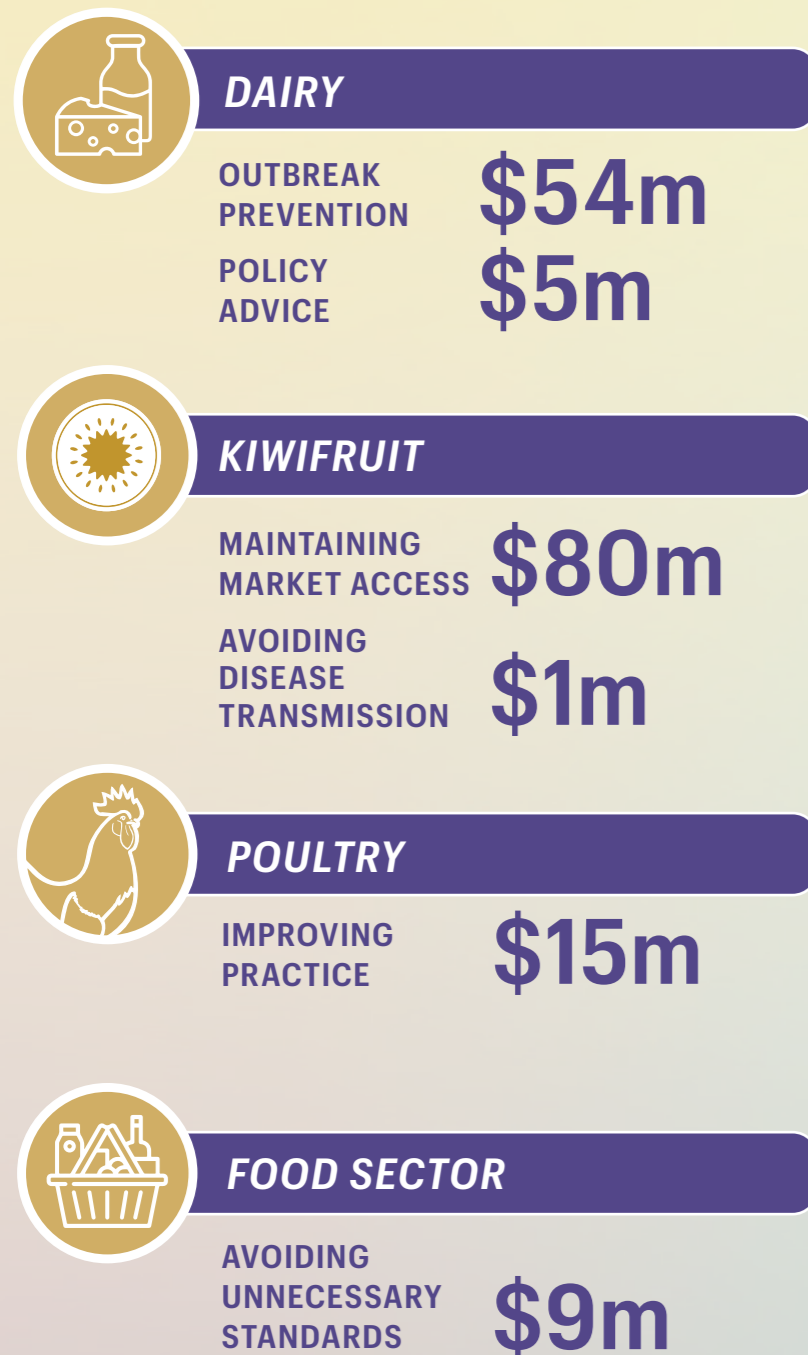 DAIRY
OUTBREAK
PREVENTION
$54m
POLICY
ADVICE
$5m
KIWIFRUIT
MAINTAINING
MARKET ACCESS
$80m
AVOIDING
DISEASE
TRANSMISSION
$1m
POULTRY
IMPROVING
PRACTICE
$15m
FOOD SECTOR
AVOIDING
UNNECESSARY
STANDARDS
$9m